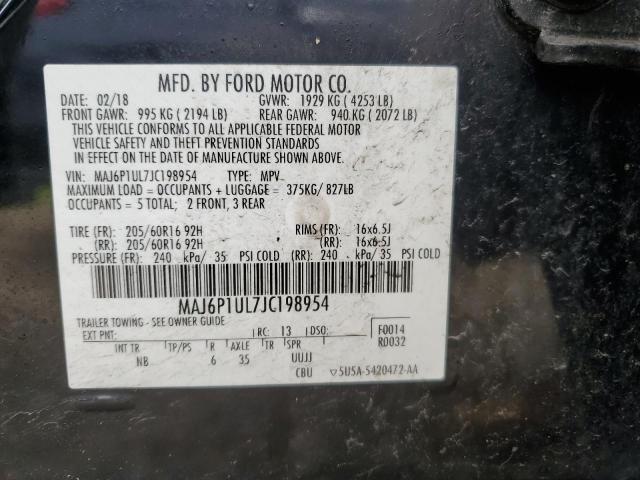 MFD. BY FORD MOTOR CO.
DATE: 02/18 GVWR: 1929 KG ( 4253 LB)
FRONT GAWR: 995 KG ( 2194 LB) REAR GAWR: 940 KG ( 2072 LB)
THIS VEHICLE CONFORMS TO ALL APPLICABLE FEDERAL MOTOR
VEHICLE SAFETY AND THEFT PREVENTION STANDARDS
IN EFFECT ON THE DATE OF MANUFACTURE SHOWN ABOVE.
VIN: MAJ6P1UL7JC198954 TYPE: MPV
MAXIMUM LOAD = OCCUPANTS + LUGGAGE = 375KG/ 827LB
OCCUPANTS = 5 TOTAL; 2 FRONT, 3 REAR
TIRE (FR): 205/60R16 92H RIMS (FR): 16x6.5J
(RR): 205/60R16 92H (RR): 16x6.5J
PRESSURE (FR): 240 kPa/ 35 PSI COLD (RR): 240 kPa/ 35 PSI COLD
MAJ6P1UL7JC198954
TRAILER TOWING - SEE OWNER GUIDE
EXT PNT: RC: 13 DSO: F0014
R0032
INT TR TP/PS R AXLE TR SPR
NB 6 35 UUJJ
CBU ▽5U5A-5420472-AA